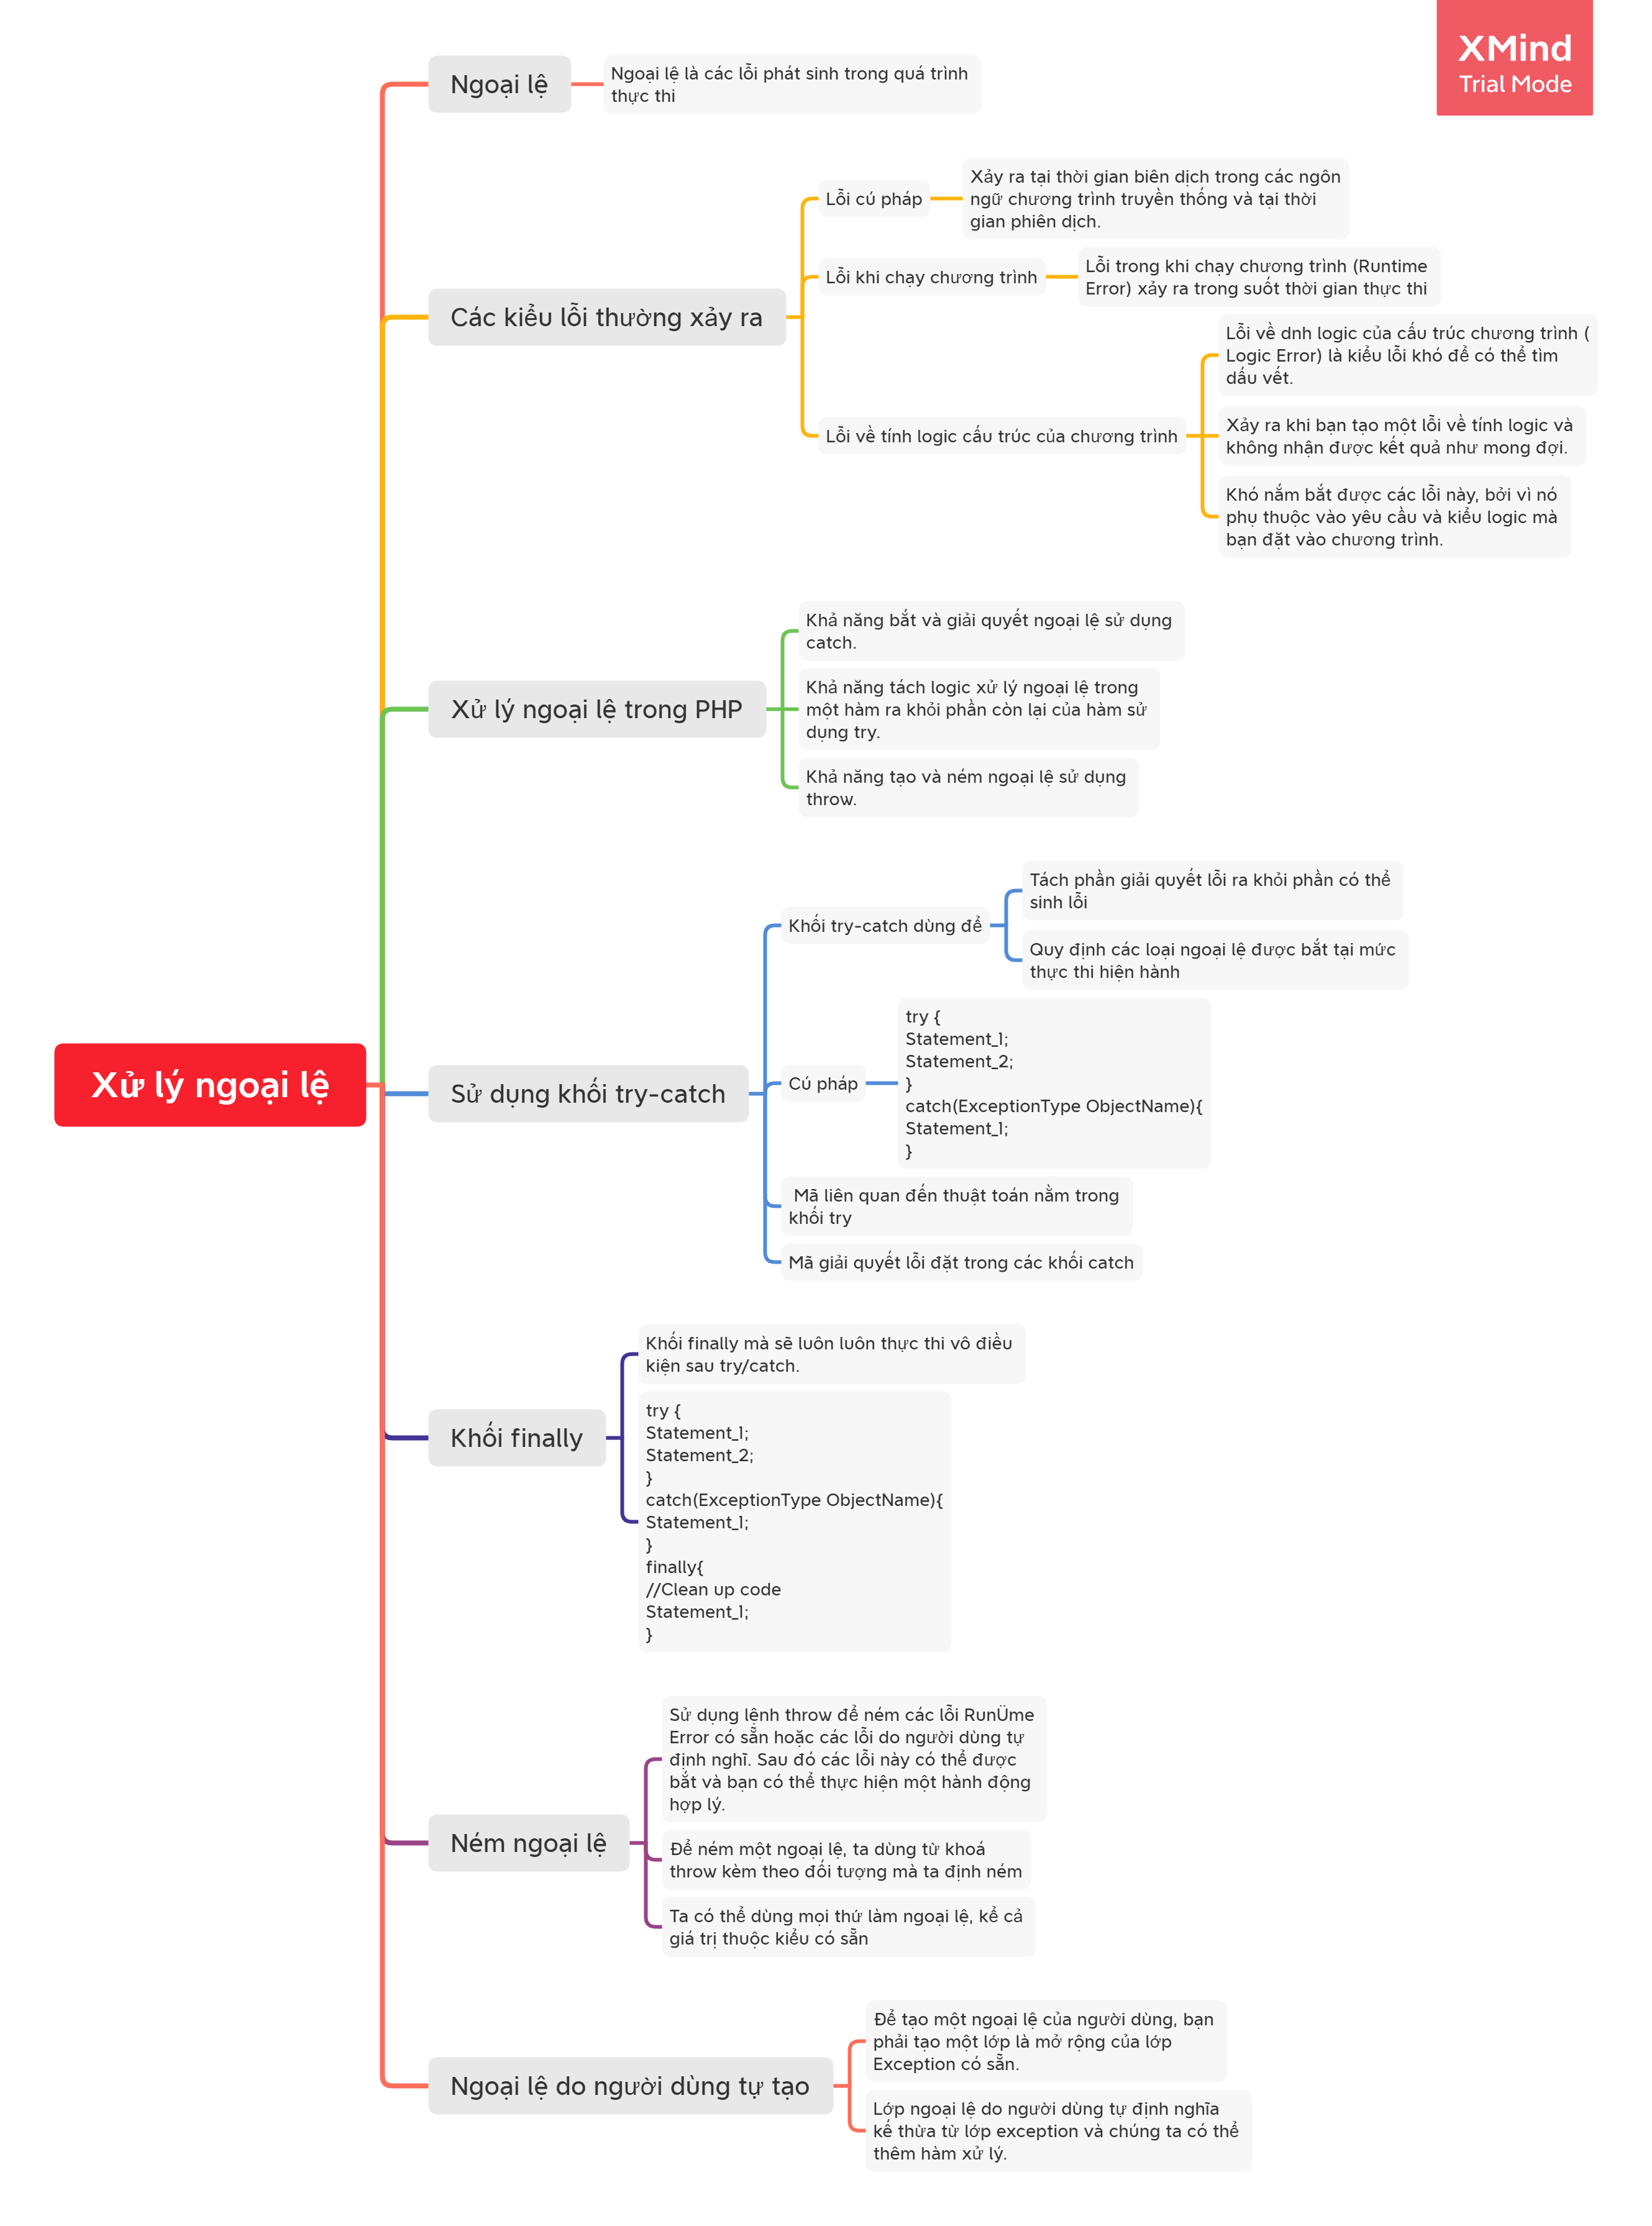 XMind
Trial Mode
Ngoại lệ
Ngoại lệ là các lỗi phát sinh trong quá trình
thực thi
Các kiểu lỗi thường xảy ra
Lỗi cú pháp
Xảy ra tại thời gian biên dịch trong các ngôn
ngữ chương trình truyền thống và tại thời
gian phiên dịch.
Lỗi khi chạy chương trình
Lỗi trong khi chạy chương trình (Runtime
Error) xảy ra trong suốt thời gian thực thi
Lỗi về tính logic cấu trúc của chương trình
Lỗi về dnh logic của cấu trúc chương trình (
Logic Error) là kiểu lỗi khó để có thể tìm
dấu vết.
Xảy ra khi bạn tạo một lỗi về tính logic và
không nhận được kết quả như mong đợi.
Khó nắm bắt được các lỗi này, bởi vì nó
phụ thuộc vào yêu cầu và kiểu logic mà
bạn đặt vào chương trình.
Xử lý ngoại lệ trong PHP
Khả năng bắt và giải quyết ngoại lệ sử dụng
catch.
Khả năng tách logic xử lý ngoại lệ trong
một hàm ra khỏi phần còn lại của hàm sử
dụng try.
Khả năng tạo và ném ngoại lệ sử dụng
throw.
Xử lý ngoại lệ
Sử dụng khối try-catch
Khối try-catch dùng để
Tách phần giải quyết lỗi ra khỏi phần có thể
sinh lỗi
Quy định các loại ngoại lệ được bắt tại mức
thực thi hiện hành
Cú pháp
try {
Statement_1;
Statement_2;
}
catch(ExceptionType ObjectName){
Statement_1;
}
Mã liên quan đến thuật toán nằm trong
khối try
Mã giải quyết lỗi đặt trong các khối catch
Khối finally
Khối finally mà sẽ luôn luôn thực thi vô điều
kiện sau try/catch.
try {
Statement_1;
Statement_2;
}
catch(ExceptionType ObjectName){
Statement_1;
}
finally{
//Clean up code
Statement_1;
}
Ném ngoại lệ
Sử dụng lệnh throw để ném các lỗi RunÜme
Error có sẵn hoặc các lỗi do người dùng tự
định nghĩ. Sau đó các lỗi này có thể được
bắt và bạn có thể thực hiện một hành động
hợp lý.
Để ném một ngoại lệ, ta dùng từ khoá
throw kèm theo đối tượng mà ta định ném
Ta có thể dùng mọi thứ làm ngoại lệ, kể cả
giá trị thuộc kiểu có sẵn
Ngoại lệ do người dùng tự tạo
Để tạo một ngoại lệ của người dùng, bạn
phải tạo một lớp là mở rộng của lớp
Exception có sẵn.
Lớp ngoại lệ do người dùng tự định nghĩa
kế thừa từ lớp exception và chúng ta có thể
thêm hàm xử lý.